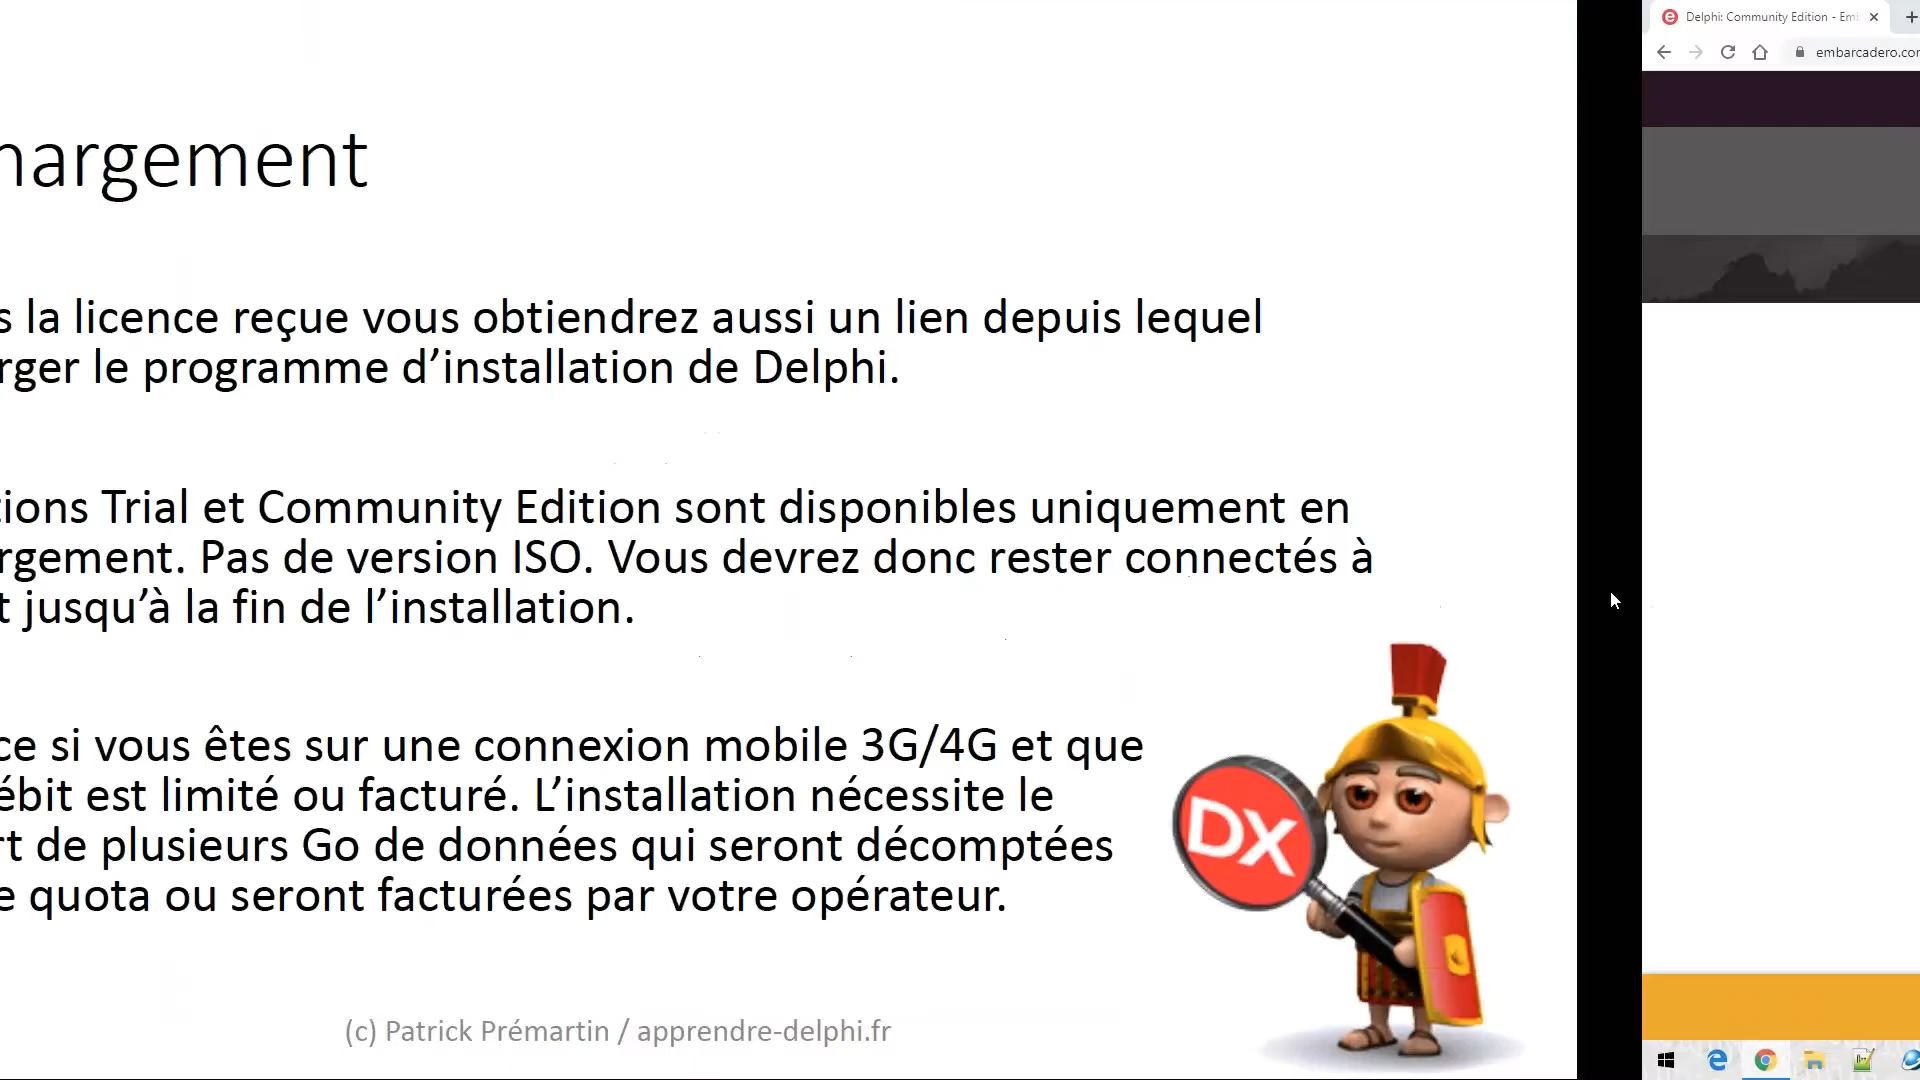 Delphi: Community Edition - Em
embarcadero.co
hargement
s la licence reçue vous obtiendrez aussi un lien depuis lequel
rger le programme d’installation de Delphi.
tions Trial et Community Edition sont disponibles uniquement en
rgement. Pas de version ISO. Vous devrez donc rester connectés à
t jusqu’à la fin de l’installation.
ce si vous êtes sur une connexion mobile 3G/4G et que
ébit est limité ou facturé. L’installation nécessite le
rt de plusieurs Go de données qui seront décomptées
e quota ou seront facturées par votre opérateur.
DX
(c) Patrick Prémartin / apprendre-delphi.fr